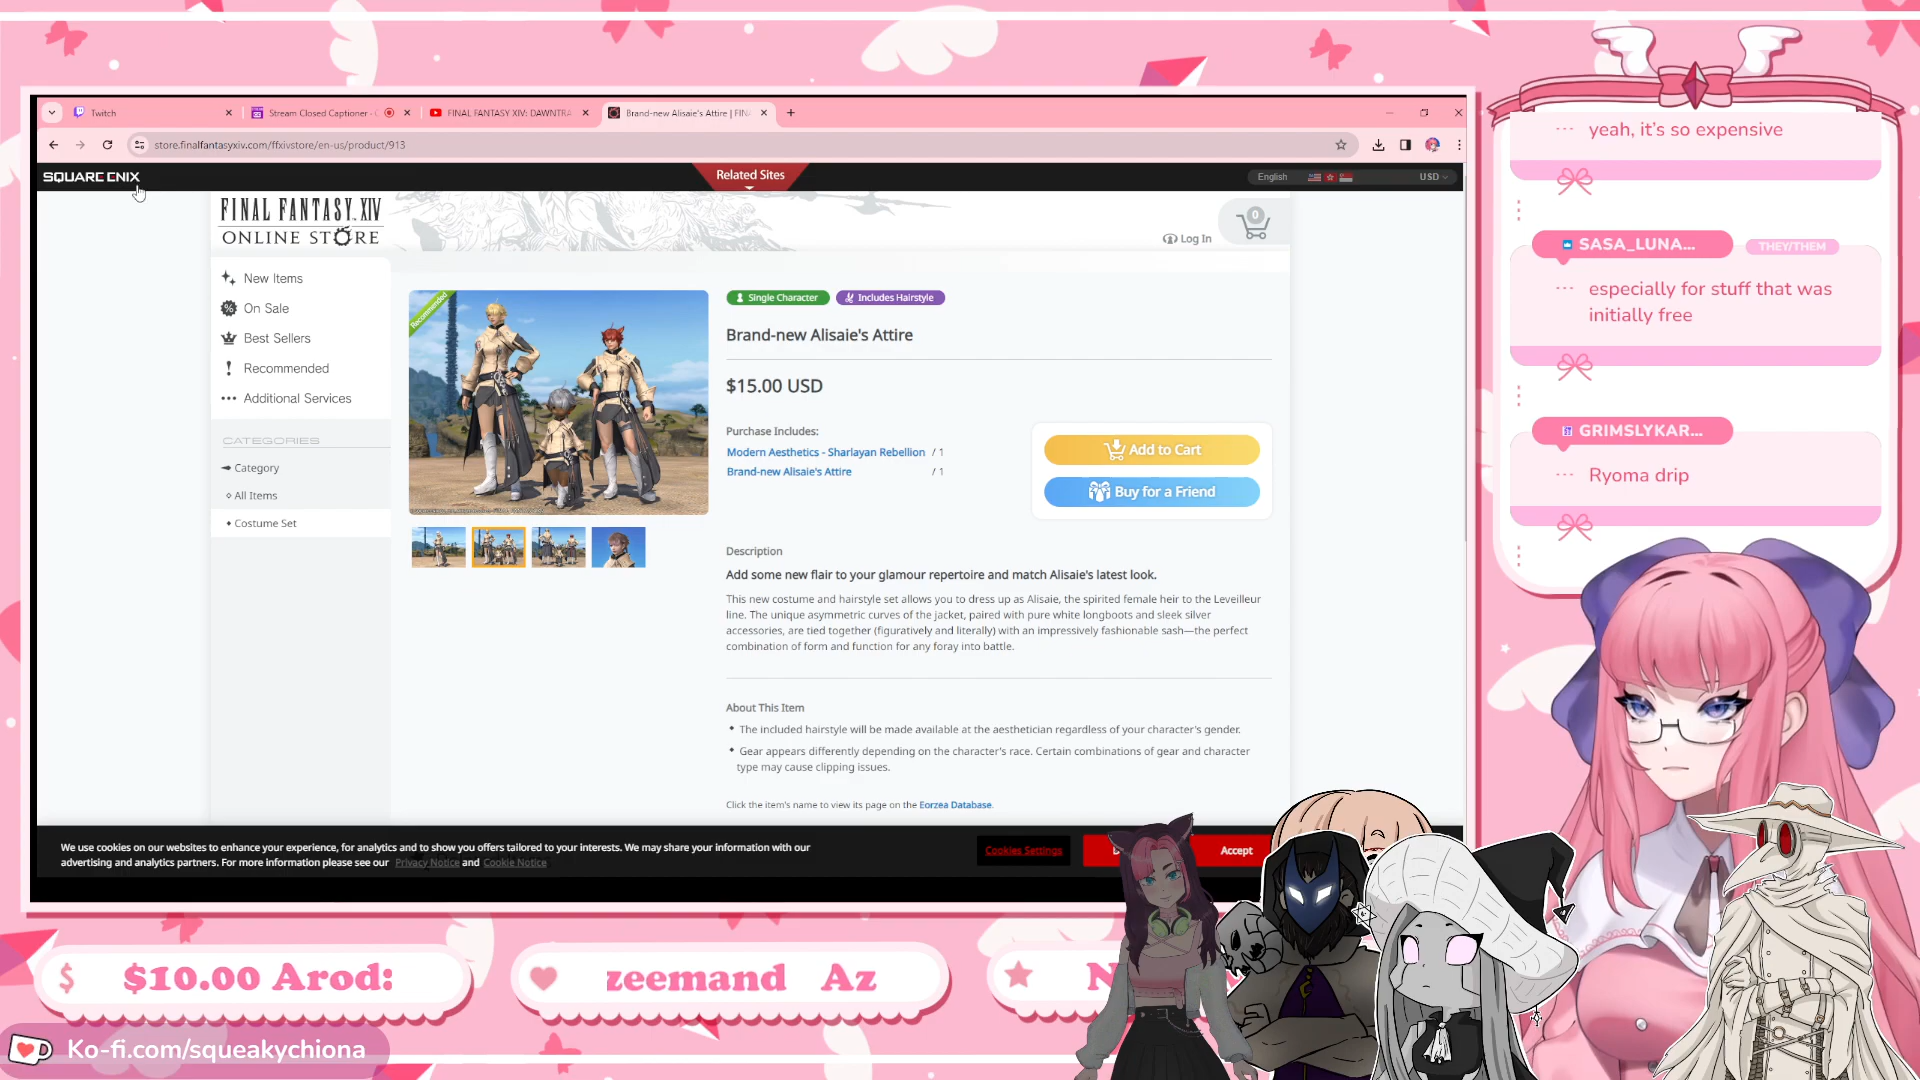 Twitch
Stream Closed Captioner - C
FINAL FANTASY XIV: DAWNTRA
Brand-new Alisaie's Attire | FIN
store.finalfantasyxiv.com/ffxivstore/en-us/product/913
SQUARE ENIX
Related Sites
English
USD
FINAL FANTASY XIV
ONLINE STORE
Log In
0
New Items
On Sale
Best Sellers
Recommended
Additional Services
CATEGORIES
Category
All Items
Costume Set
Recommended
Single Character
Includes Hairstyle
Brand-new Alisaie's Attire
$15.00 USD
Purchase Includes:
Modern Aesthetics - Sharlayan Rebellion / 1
Brand-new Alisaie's Attire / 1
Add to Cart
Buy for a Friend
Description
Add some new flair to your glamour repertoire and match Alisaie's latest look.
This new costume and hairstyle set allows you to dress up as Alisaie, the spirited female heir to the Leveilleur
line. The unique asymmetric curves of the jacket, paired with pure white longboots and sleek silver
accessories, are tied together (figuratively and literally) with an impressively fashionable sash—the perfect
combination of form and function for any foray into battle.
About This Item
The included hairstyle will be made available at the aesthetician regardless of your character's gender.
Gear appears differently depending on the character's race. Certain combinations of gear and character
type may cause clipping issues.
Click the item's name to view its page on the Eorzea Database.
We use cookies on our websites to enhance your experience, for analytics and to show you offers tailored to your interests. We may share your information with our
advertising and analytics partners. For more information please see our Privacy Notice and Cookie Notice
Cookies Settings
D
Accept
yeah, it's so expensive
SASA_LUNA...
THEY/THEM
especially for stuff that was
initially free
GRIMSLYKAR...
Ryoma drip
$10.00 Arod:
zeemand Az
N
Ko-fi.com/squeakychiona